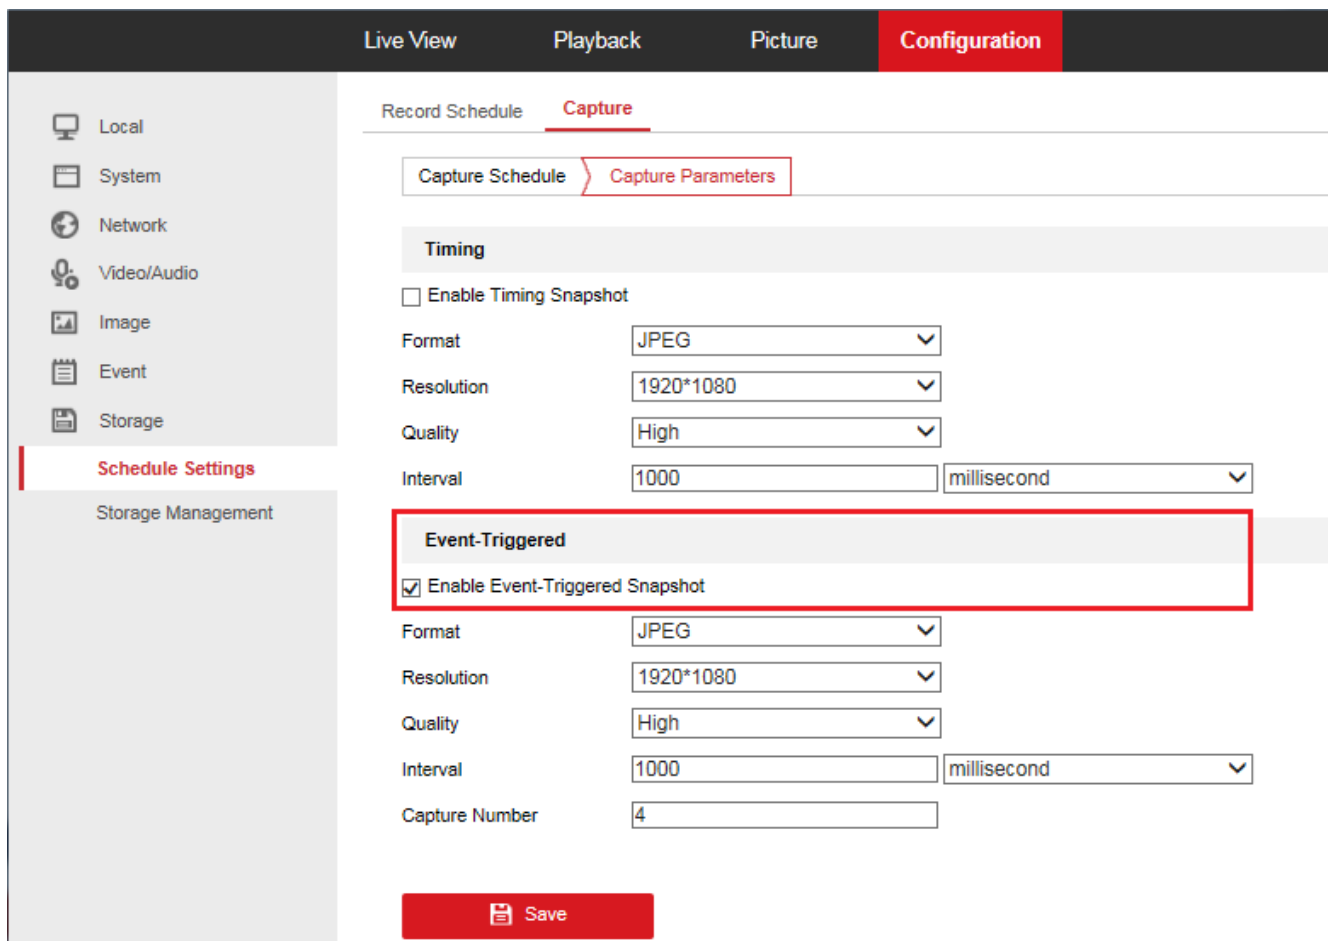 Live View Playback Picture Configuration
Record Schedule Capture
Local
System
Network
Video/Audio
Image
Event
Storage
Schedule Settings
Storage Management
Capture Schedule Capture Parameters
Timing
Enable Timing Snapshot
Format JPEG
Resolution 1920*1080
Quality High
Interval 1000 millisecond
Event-Triggered
Enable Event-Triggered Snapshot
Format JPEG
Resolution 1920*1080
Quality High
Interval 1000 millisecond
Capture Number 4
Save